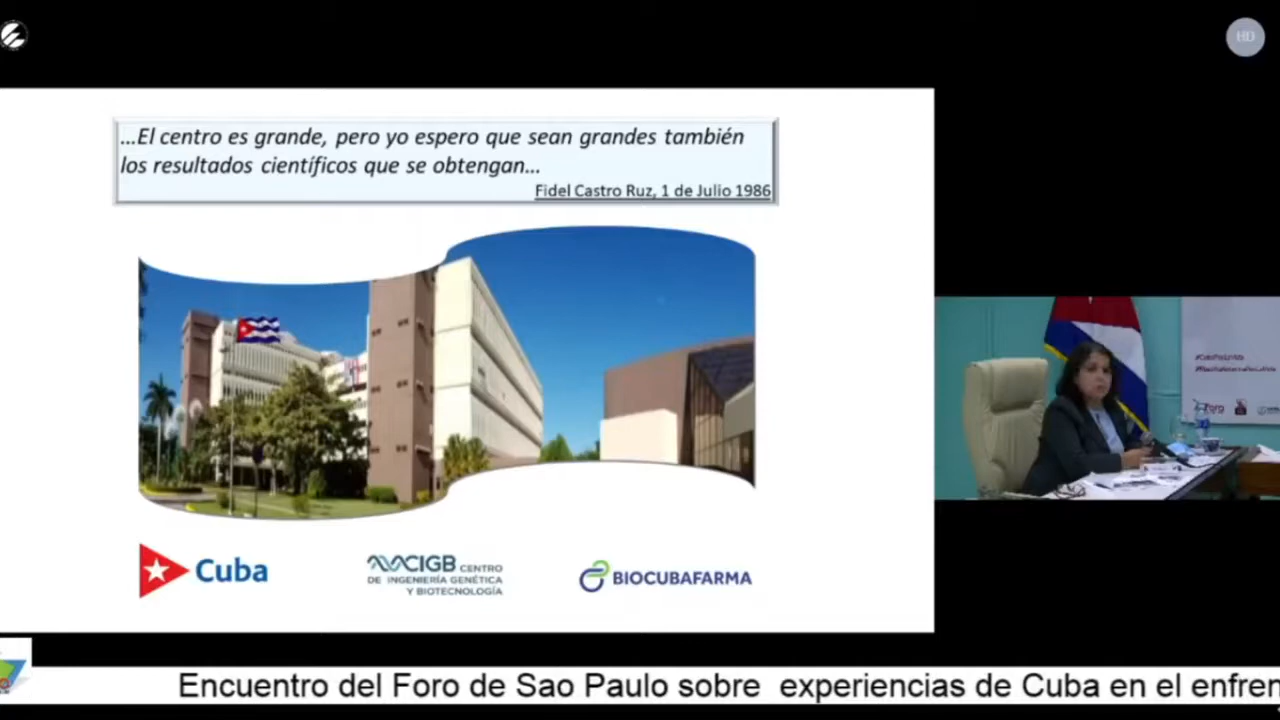 HD
...El centro es grande, pero yo espero que sean grandes también
los resultados científicos que se obtengan...
Fidel Castro Ruz, 1 de Julio 1986
Cuba
CIGB CENTRO
DE INGENIERÍA GENÉTICA
Y BIOTECNOLOGÍA
BIOCUBAFARMA
Foro
Encuentro del Foro de Sao Paulo sobre experiencias de Cuba en el enfren